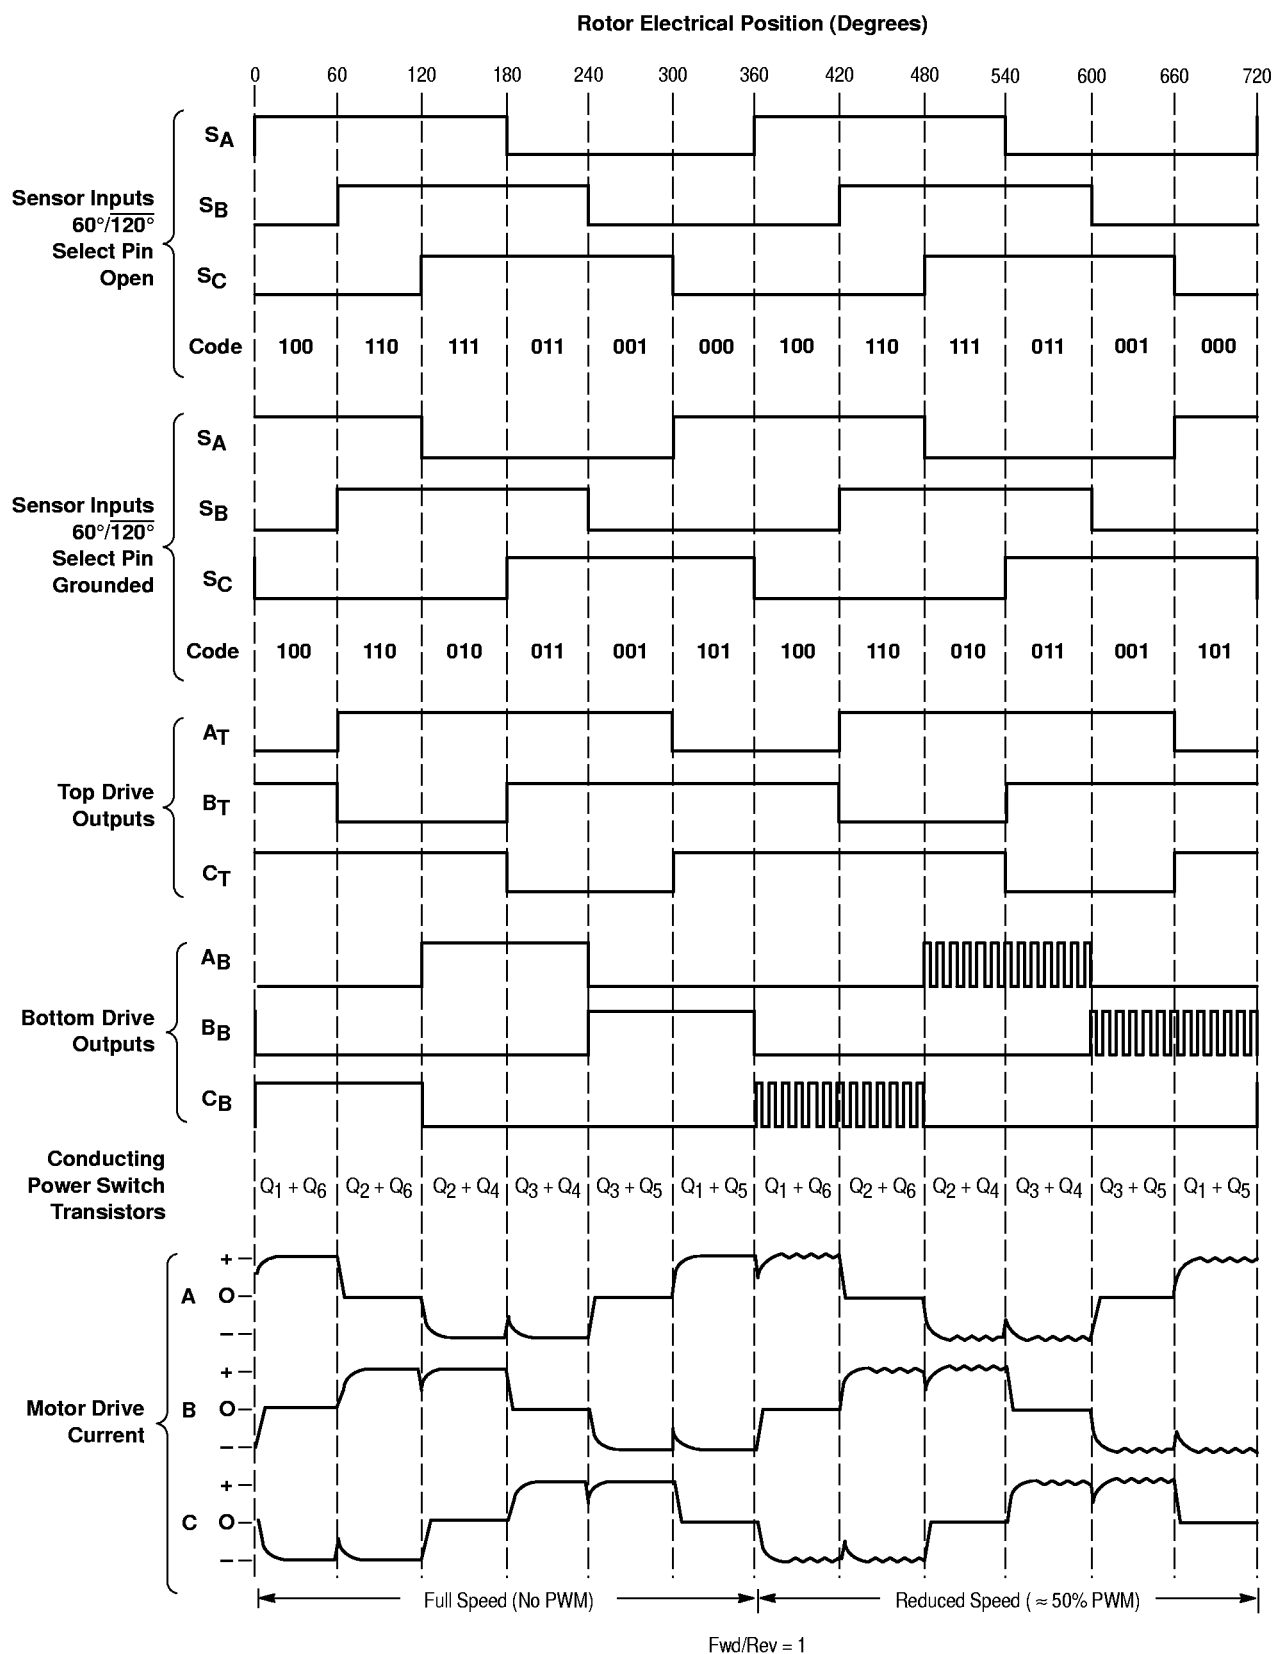 Rotor Electrical Position (Degrees)
0 60 120 180 240 300 360 420 480 540 600 660 720
Sensor Inputs
60°/120°
Select Pin
Open
SA
SB
SC
Code 100 110 111 011 001 000 100 110 111 011 001 000
Sensor Inputs
60°/120°
Select Pin
Grounded
SA
SB
SC
Code 100 110 010 011 001 101 100 110 010 011 001 101
Top Drive
Outputs
AT
BT
CT
Bottom Drive
Outputs
AB
BB
CB
Conducting
Power Switch
Transistors
Q1 + Q6 Q2 + Q6 Q2 + Q4 Q3 + Q4 Q3 + Q5 Q1 + Q5 Q1 + Q6 Q2 + Q6 Q2 + Q4 Q3 + Q4 Q3 + Q5 Q1 + Q5
Motor Drive
Current
+
A O
–
+
B O
–
+
C O
–
Full Speed (No PWM) Reduced Speed ( ≈ 50% PWM)
Fwd/Rev = 1